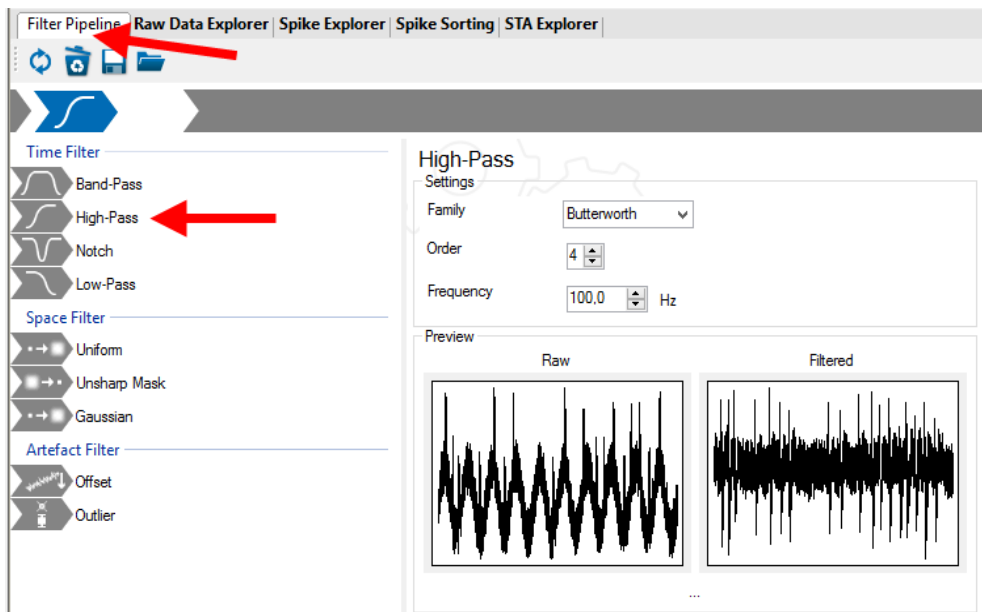 Filter Pipeline Raw Data Explorer Spike Explorer Spike Sorting STA Explorer
Time Filter
Band-Pass
High-Pass
Notch
Low-Pass
Space Filter
Uniform
Unsharp Mask
Gaussian
Artefact Filter
Offset
Outlier
High-Pass
Settings
Family Butterworth
Order 4
Frequency 100,0 Hz
Preview
Raw Filtered
...